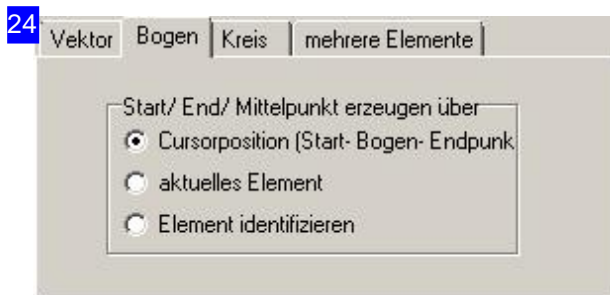 24
Vektor Bogen Kreis mehrere Elemente
Start/ End/ Mittelpunkt erzeugen über
Cursorposition (Start- Bogen- Endpunk
aktuelles Element
Element identifizieren